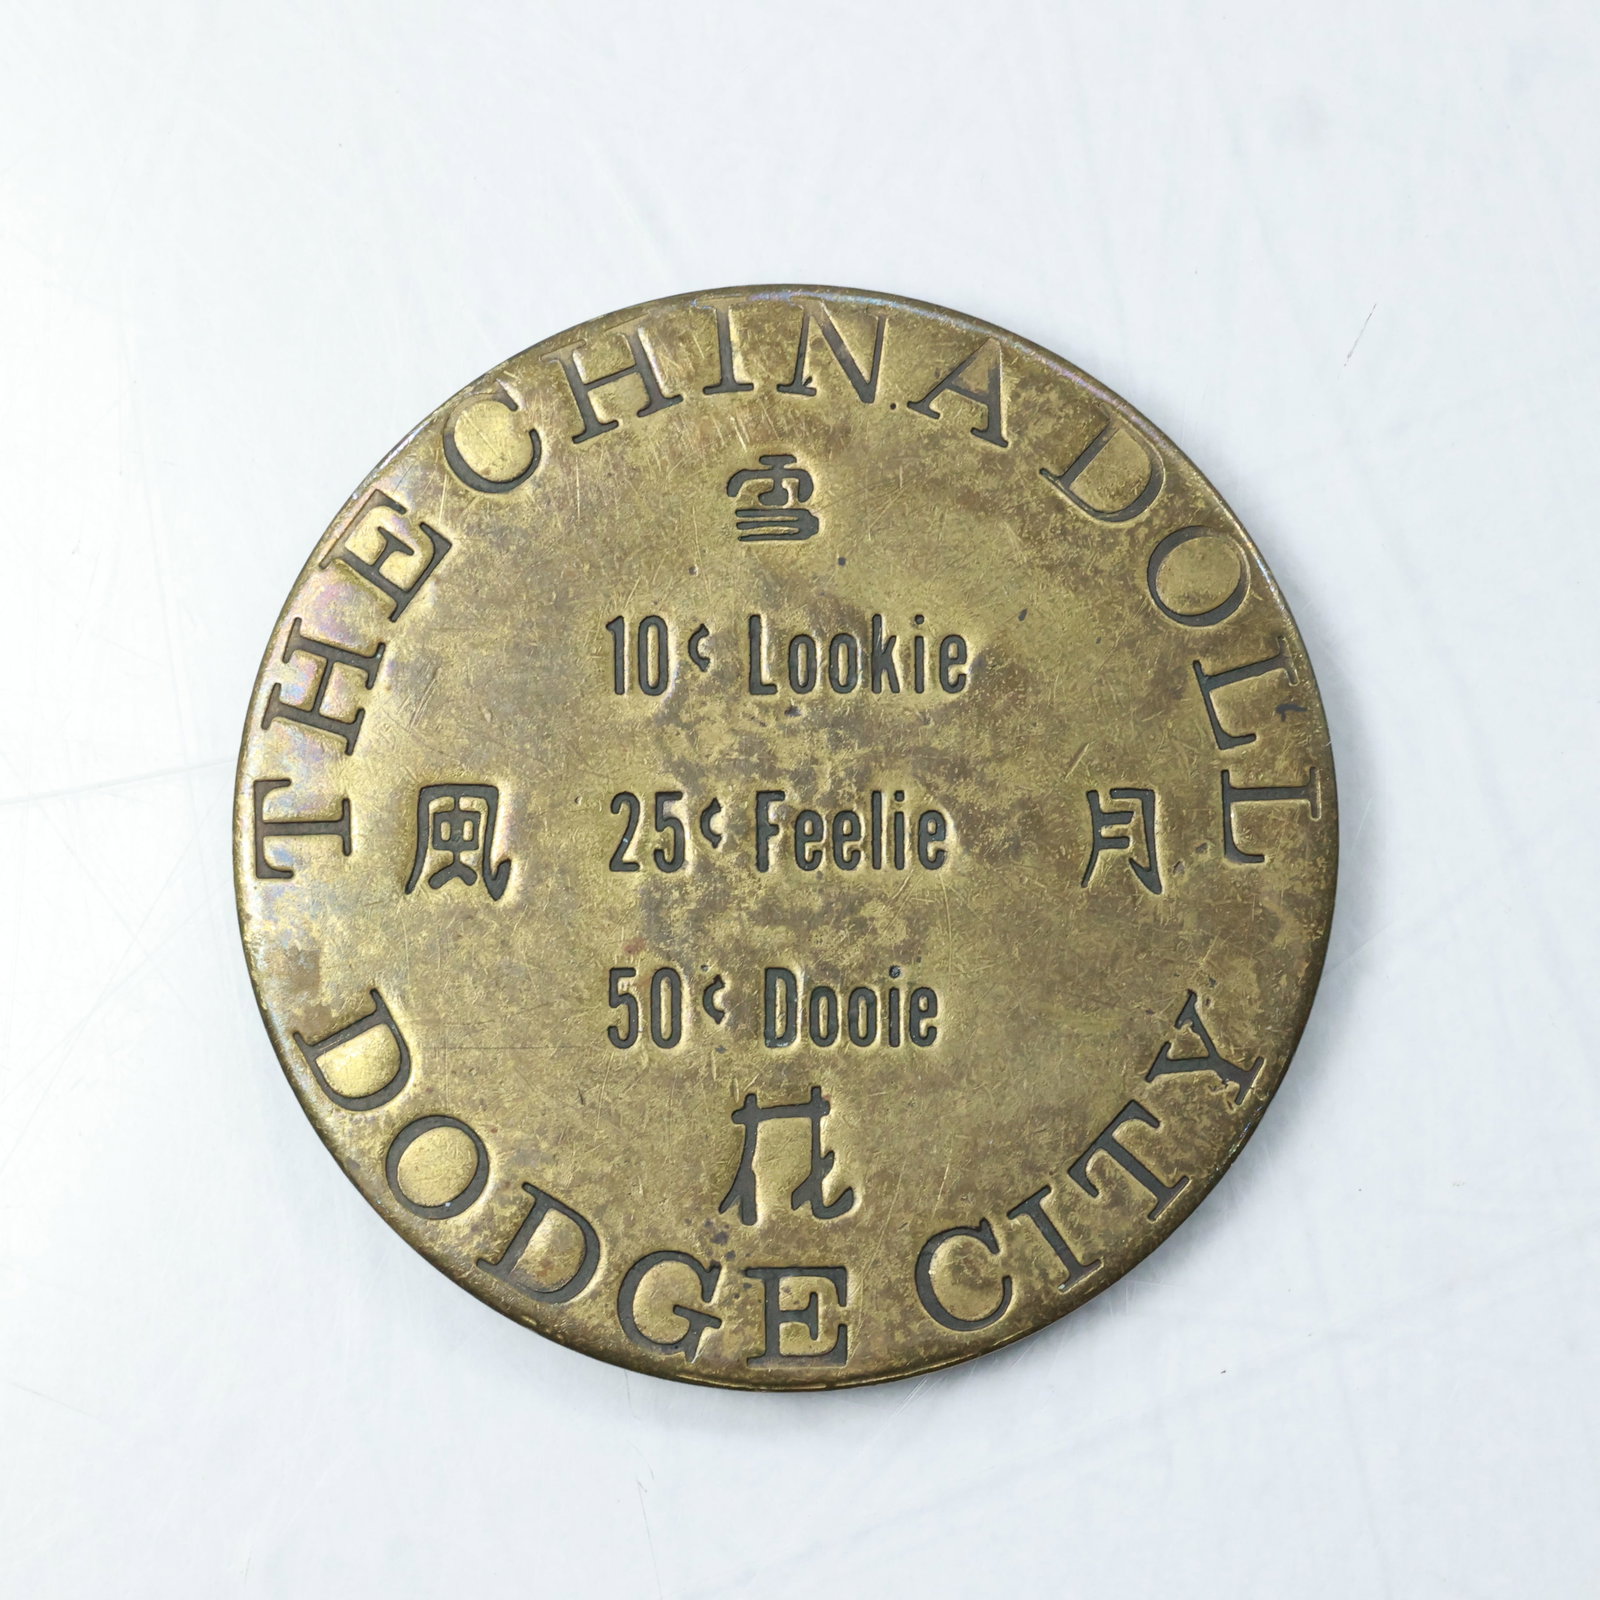 THE CHINA DOLL
雪
10¢ Lookie
風
25¢ Feelie
月
50¢ Dooie
花
DODGE CITY